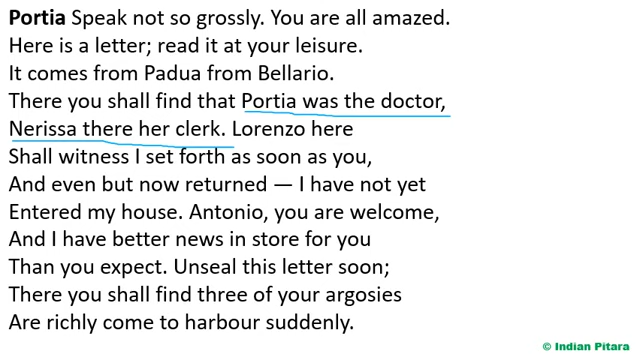 Portia Speak not so grossly. You are all amazed.
Here is a letter; read it at your leisure.
It comes from Padua from Bellario.
There you shall find that Portia was the doctor,
Nerissa there her clerk. Lorenzo here
Shall witness I set forth as soon as you,
And even but now returned — I have not yet
Entered my house. Antonio, you are welcome,
And I have better news in store for you
Than you expect. Unseal this letter soon;
There you shall find three of your argosies
Are richly come to harbour suddenly.
© Indian Pitara